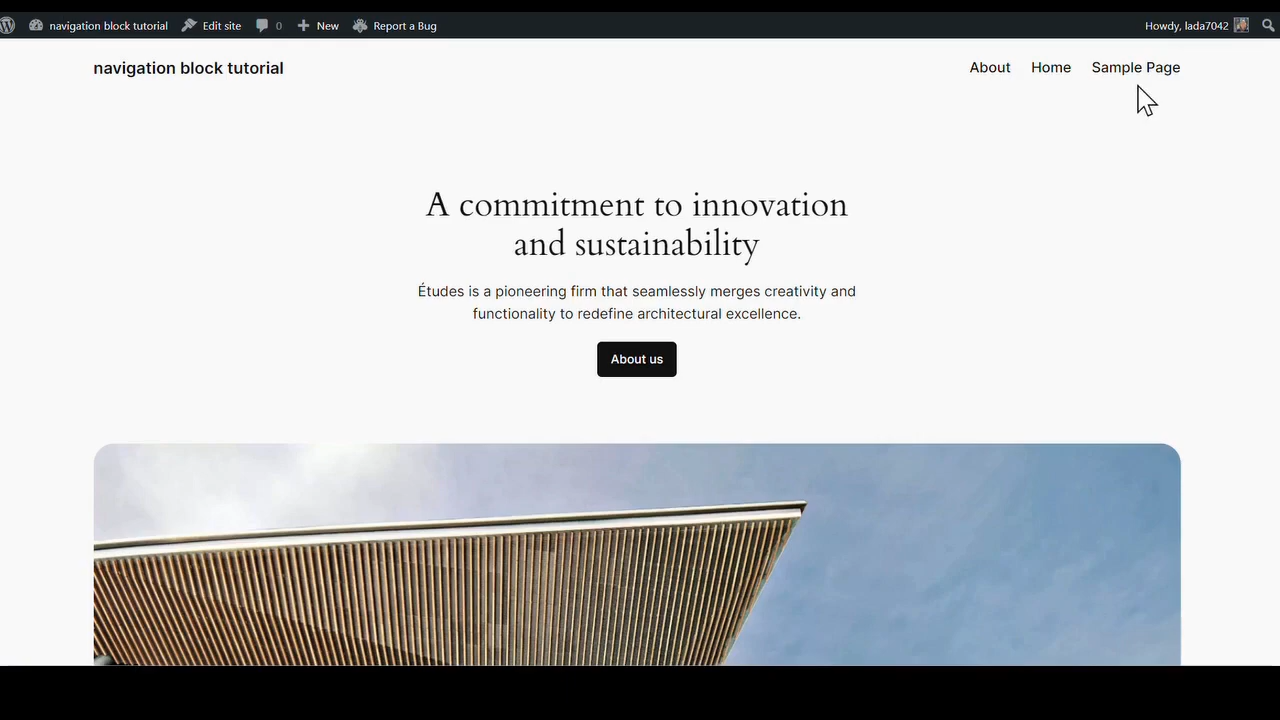 navigation block tutorial Edit site 0 New Report a Bug Howdy, lada7042
navigation block tutorial About Home Sample Page
A commitment to innovation
and sustainability
Études is a pioneering firm that seamlessly merges creativity and
functionality to redefine architectural excellence.
About us